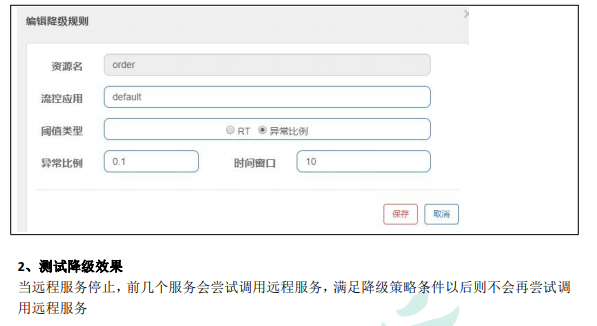 编辑降级规则
资源名 order
流控应用 default
阈值类型 RT 异常比例
异常比例 0.1 时间窗口 10
保存 取消
2、测试降级效果
当远程服务停止，前几个服务会尝试调用远程服务，满足降级策略条件以后则不会再尝试调
用远程服务